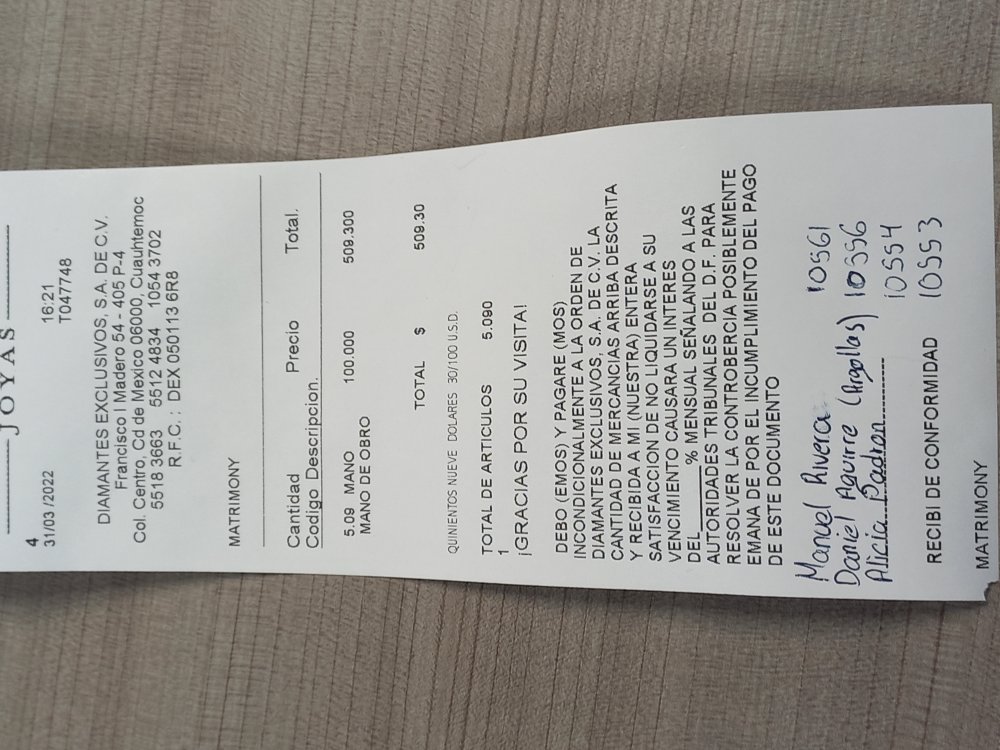 JOYAS
4
31/03 /2022 16:21
T047748
DIAMANTES EXCLUSIVOS, S.A. DE C.V.
Francisco I Madero 54 - 405 P-4
Col. Centro, Cd de Mexico 06000, Cuauhtemoc
5518 3663 5512 4834 1054 3702
R.F.C. : DEX 050113 6R8
MATRIMONY
Cantidad Precio Total.
Codigo Descripcion.
5.09 MANO 100.000 509.300
MANO DE OBRO
TOTAL $ 509.30
QUINIENTOS NUEVE DOLARES 30/100 U.S.D.
TOTAL DE ARTICULOS 5.090
1
¡GRACIAS POR SU VISITA!
DEBO (EMOS) Y PAGARE (MOS)
INCONDICIONALMENTE A LA ORDEN DE
DIAMANTES EXCLUSIVOS, S.A. DE C.V. LA
CANTIDAD DE MERCANCIAS ARRIBA DESCRITA
Y RECIBIDA A MI (NUESTRA) ENTERA
SATISFACCION DE NO LIQUIDARSE A SU
VENCIMIENTO CAUSARA UN INTERES
DEL______% MENSUAL SEÑALANDO A LAS
AUTORIDADES TRIBUNALES DEL D.F. PARA
RESOLVER LA CONTROBERCIA POSIBLEMENTE
EMANA POR EL INCUMPLIMIENTO DEL PAGO
DE ESTE DOCUMENTO
Manuel Rivera 10561
Daniel Aguirre (Argollas) 10556
Alicia Padron 10554
RECIBI DE CONFORMIDAD 10553
MATRIMONY